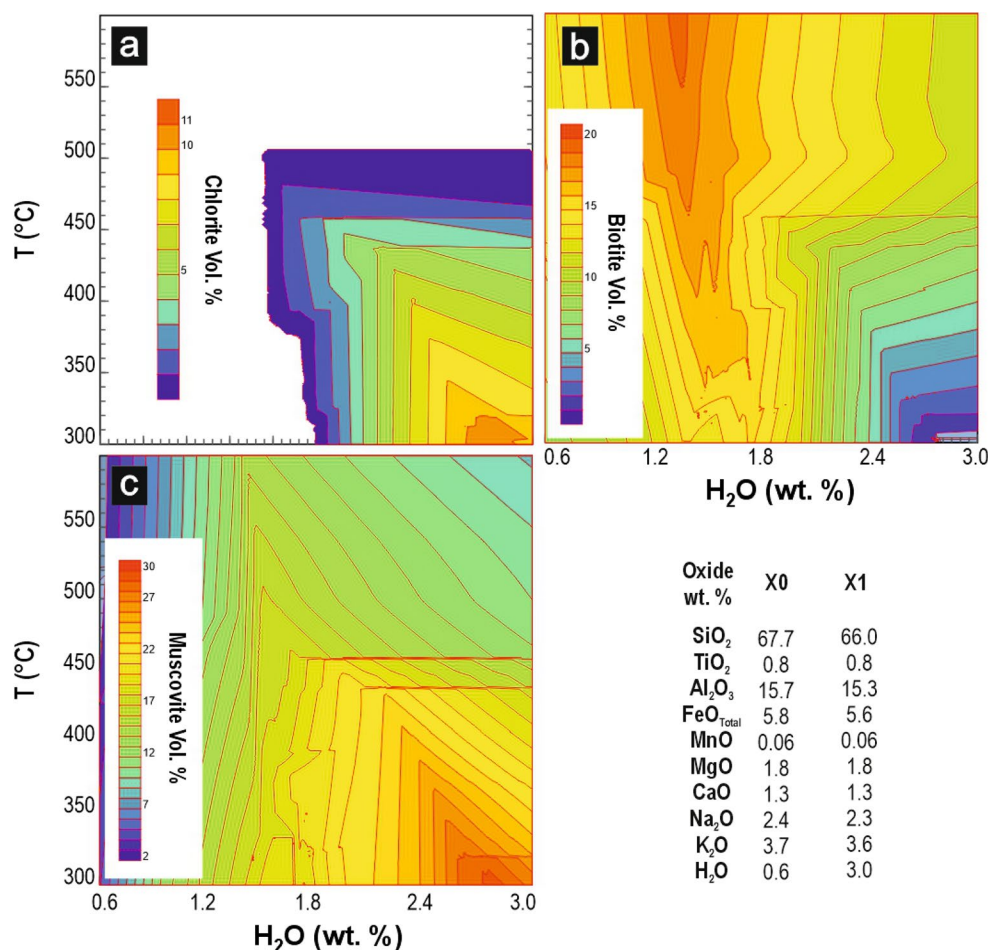 a
550
500
450
400
350
300
T (°C)
11
10
5
Chlorite Vol. %
b
20
15
10
5
Biotite Vol. %
0.6 1.2 1.8 2.4 3.0
H₂O (wt. %)
c
550
500
450
400
350
300
T (°C)
30
27
22
17
12
7
2
Muscovite Vol. %
0.6 1.2 1.8 2.4 3.0
H₂O (wt. %)
Oxide wt. % X0 X1
SiO₂ 67.7 66.0
TiO₂ 0.8 0.8
Al₂O₃ 15.7 15.3
FeOTotal 5.8 5.6
MnO 0.06 0.06
MgO 1.8 1.8
CaO 1.3 1.3
Na₂O 2.4 2.3
K₂O 3.7 3.6
H₂O 0.6 3.0